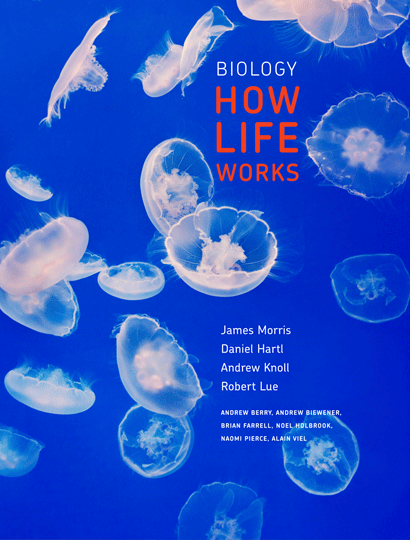 BIOLOGY
HOW
LIFE
WORKS
James Morris
Daniel Hartl
Andrew Knoll
Robert Lue
ANDREW BERRY, ANDREW BIEWENER,
BRIAN FARRELL, NOEL HOLBROOK,
NAOMI PIERCE, ALAIN VIEL